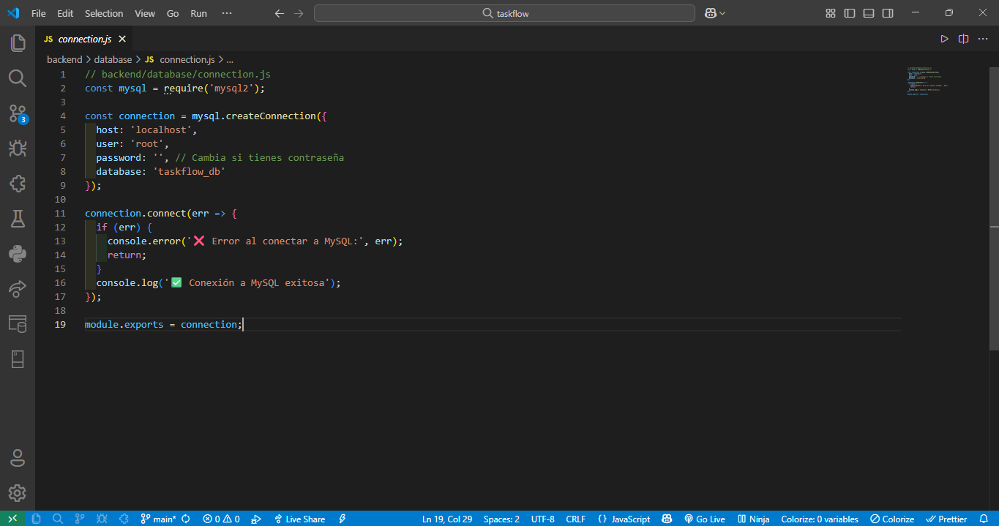 File Edit Selection View Go Run ··· taskflow
JS connection.js
backend > database > JS connection.js > ...
1 // backend/database/connection.js
2 const mysql = require('mysql2');
3
4 const connection = mysql.createConnection({
5 host: 'localhost',
6 user: 'root',
7 password: '', // Cambia si tienes contraseña
8 database: 'taskflow_db'
9 });
10
11 connection.connect(err => {
12 if (err) {
13 console.error('❌ Error al conectar a MySQL:', err);
14 return;
15 }
16 console.log('✅ Conexión a MySQL exitosa');
17 });
18
19 module.exports = connection;
3
main* 0 0 Live Share Ln 19, Col 29 Spaces: 2 UTF-8 CRLF {} JavaScript Go Live Ninja Colorize: 0 variables Colorize Prettier